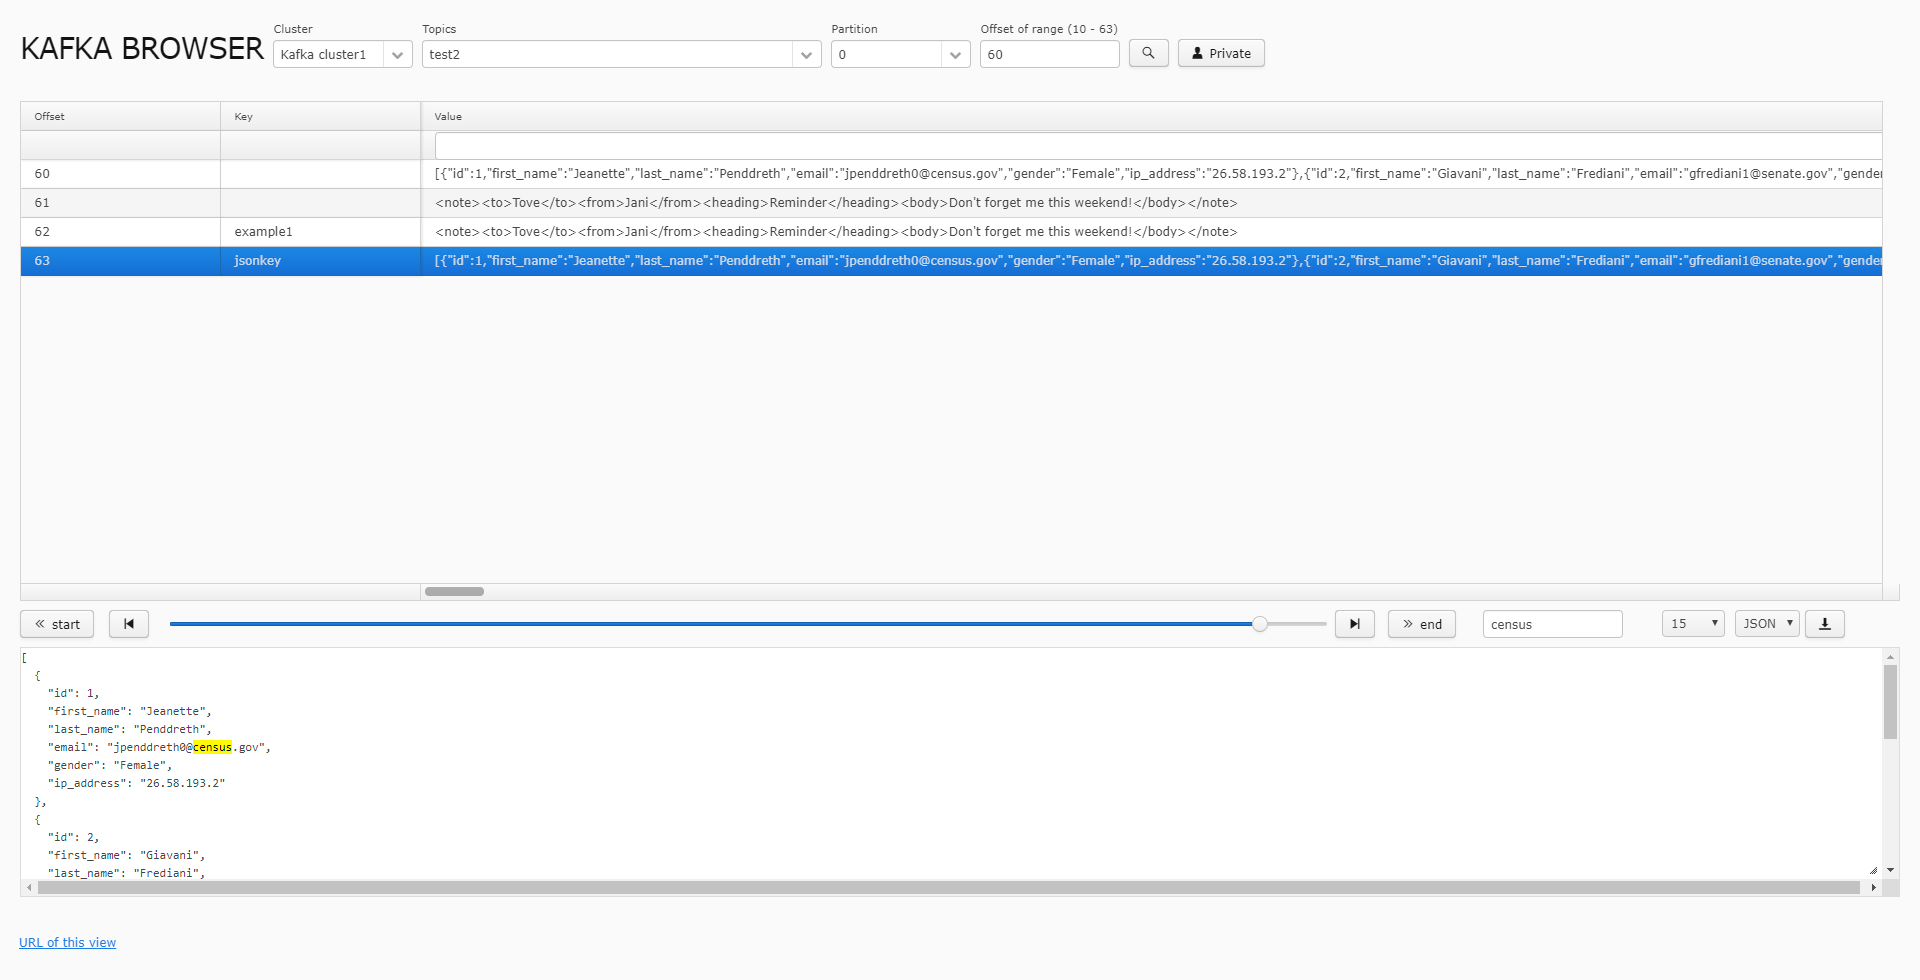 KAFKA BROWSER
Cluster Topics Partition Offset of range (10 - 63)
Kafka cluster1 test2 0 60 Private
Offset Key Value
60 [{"id":1,"first_name":"Jeanette","last_name":"Penddreth","email":"jpenddreth0@census.gov","gender":"Female","ip_address":"26.58.193.2"},{"id":2,"first_name":"Giavani","last_name":"Frediani","email":"gfrediani1@senate.gov","gender
61 <note><to>Tove</to><from>Jani</from><heading>Reminder</heading><body>Don't forget me this weekend!</body></note>
62 example1 <note><to>Tove</to><from>Jani</from><heading>Reminder</heading><body>Don't forget me this weekend!</body></note>
63 jsonkey [{"id":1,"first_name":"Jeanette","last_name":"Penddreth","email":"jpenddreth0@census.gov","gender":"Female","ip_address":"26.58.193.2"},{"id":2,"first_name":"Giavani","last_name":"Frediani","email":"gfrediani1@senate.gov","gender
start end census 15 JSON
[
{
"id": 1,
"first_name": "Jeanette",
"last_name": "Penddreth",
"email": "jpenddreth0@census.gov",
"gender": "Female",
"ip_address": "26.58.193.2"
},
{
"id": 2,
"first_name": "Giavani",
"last_name": "Frediani",
URL of this view